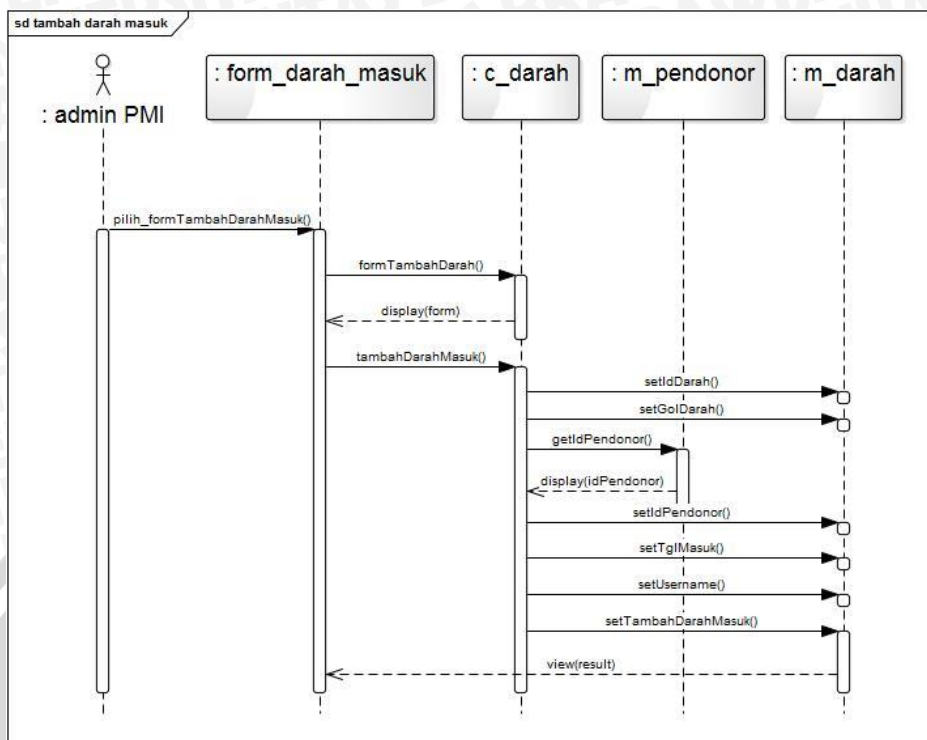 sd tambah darah masuk
: admin PMI
: form_darah_masuk
: c_darah
: m_pendonor
: m_darah
pilih_formTambahDarahMasuk()
formTambahDarah()
display(form)
tambahDarahMasuk()
setIdDarah()
setGolDarah()
getIdPendonor()
display(idPendonor)
setIdPendonor()
setTglMasuk()
setUsername()
setTambahDarahMasuk()
view(result)